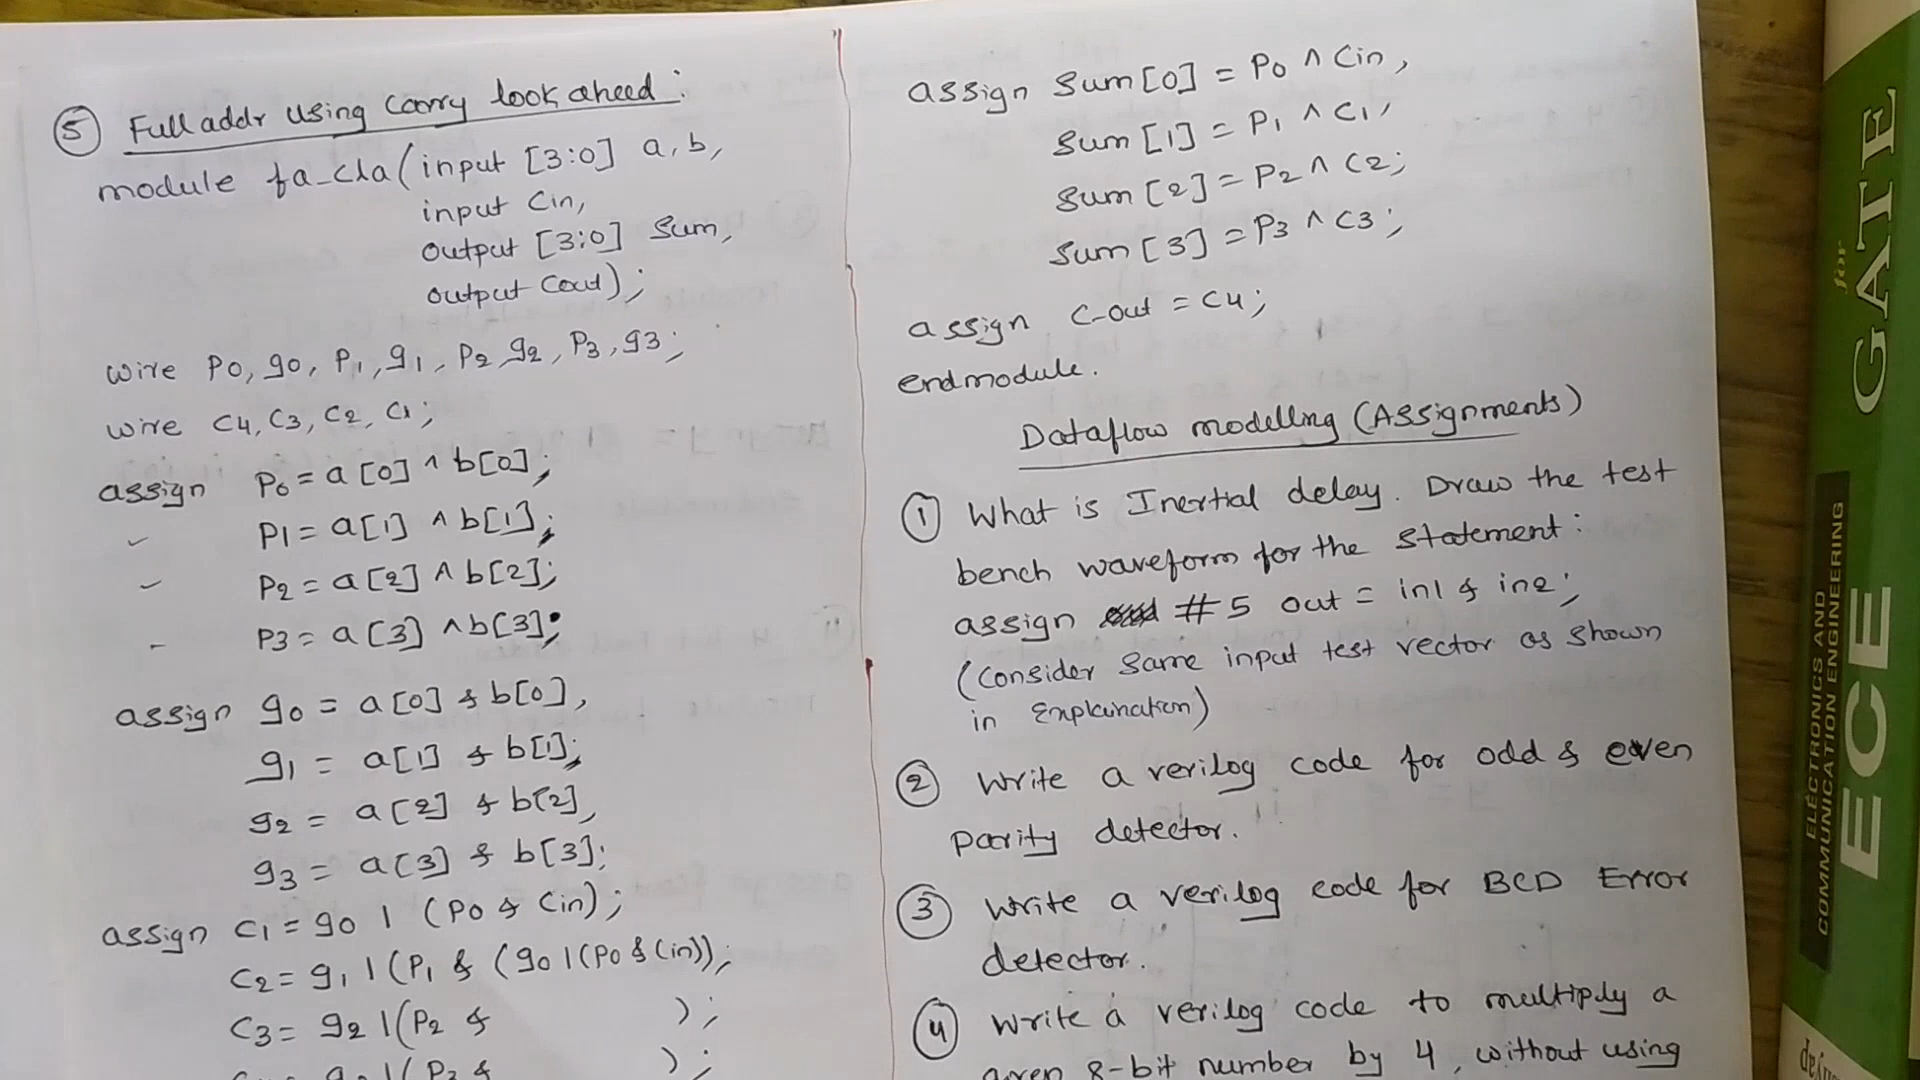 5 Full addr using Carry look aheed :
module fa_cla(input [3:0] a, b,
input Cin,
output [3:0] Sum,
output Cout);
wire P0, g0, P1, g1, P2, g2, P3, g3;
wire C4, C3, C2, C1;
assign P0 = a[0] ^ b[0];
P1 = a[1] ^ b[1];
P2 = a[2] ^ b[2];
P3 = a[3] ^ b[3];
assign g0 = a[0] & b[0],
g1 = a[1] & b[1];
g2 = a[2] & b[2],
g3 = a[3] & b[3];
assign C1 = g0 | (P0 & Cin);
C2 = g1 | (P1 & (g0 | (P0 & Cin));
C3 = g2 | (P2 & );
| (P3 & );
assign Sum[0] = P0 ^ Cin,
Sum[1] = P1 ^ C1,
Sum[2] = P2 ^ C2;
Sum[3] = P3 ^ C3;
assign C-out = C4;
endmodule.
Dataflow modelling (Assignments)
1 What is Inertial delay. Draw the test
bench waveform for the statement :
assign #5 out = in1 & in2;
(Consider same input test vector as shown
in Explaination)
2 Write a verilog code for odd & even
Parity detector.
3 Write a verilog code for BCD Error
detector.
4 Write a verilog code to multiply a
given 8-bit number by 4, without using
for
GATE
ELECTRONICS AND
COMMUNICATION ENGINEERING
ECE